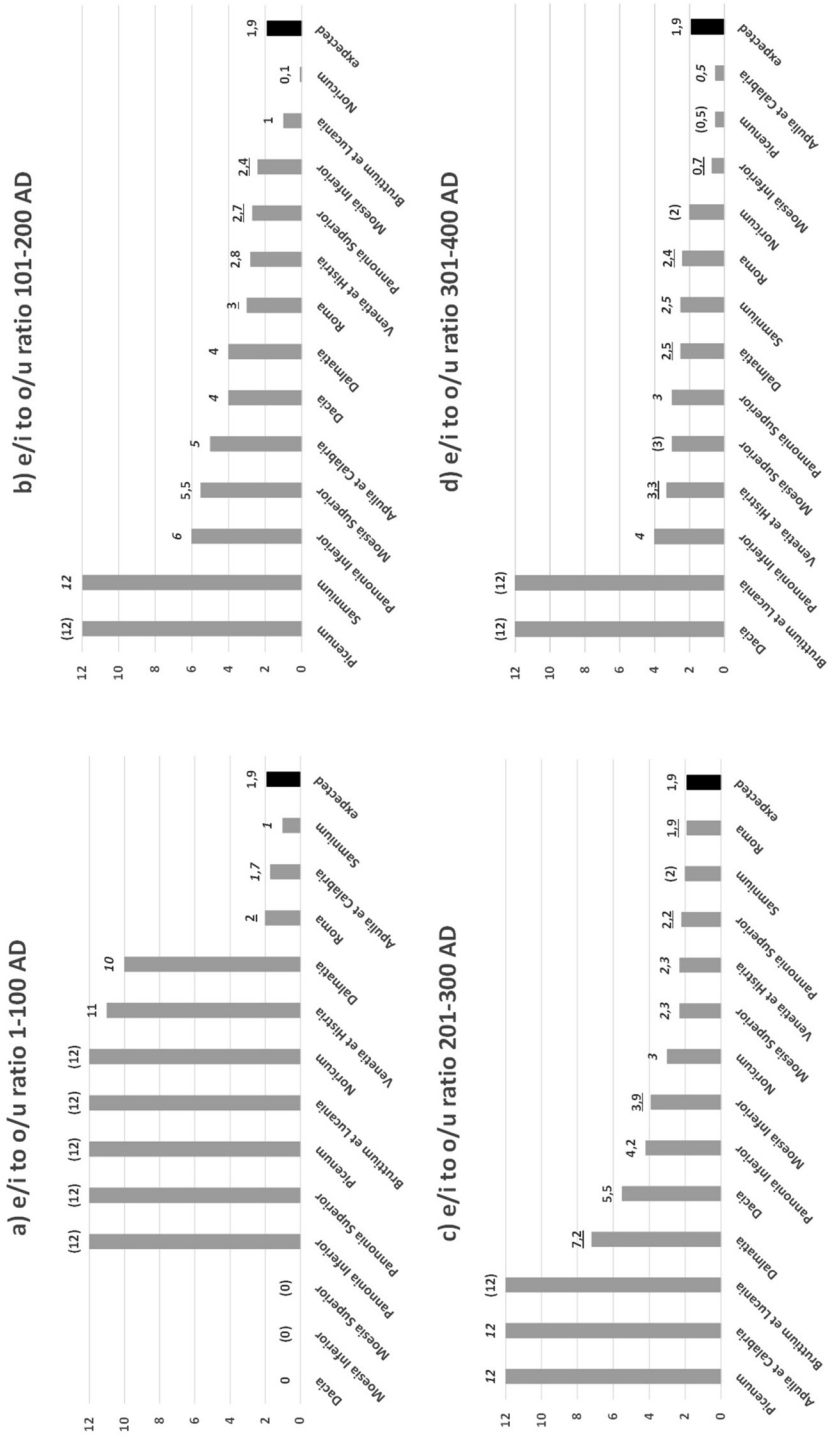 a) e/i to o/u ratio 1-100 AD
12
10
8
6
4
2
0
0
(0)
(0)
(12)
(12)
(12)
(12)
(12)
11
10
2
1,7
1
1,9
Dacia
Moesia Inferior
Moesia Superior
Pannonia Inferior
Pannonia Superior
Picenum
Bruttium et Lucania
Noricum
Venetia et Histria
Dalmatia
Roma
Apulia et Calabria
Samnium
expected
b) e/i to o/u ratio 101-200 AD
12
10
8
6
4
2
0
(12)
12
6
5,5
5
4
4
3
2,8
2,7
2,4
1
0,1
1,9
Picenum
Samnium
Pannonia Inferior
Moesia Superior
Apulia et Calabria
Dacia
Dalmatia
Roma
Venetia et Histria
Pannonia Superior
Moesia Inferior
Bruttium et Lucania
Noricum
expected
c) e/i to o/u ratio 201-300 AD
12
10
8
6
4
2
0
12
12
(12)
7,2
5,5
4,2
3,9
3
2,3
2,3
2,2
(2)
1,9
1,9
Picenum
Apulia et Calabria
Bruttium et Lucania
Dalmatia
Dacia
Pannonia Inferior
Moesia Inferior
Noricum
Moesia Superior
Venetia et Histria
Pannonia Superior
Samnium
Roma
expected
d) e/i to o/u ratio 301-400 AD
12
10
8
6
4
2
0
(12)
(12)
4
3,3
(3)
3
2,5
2,5
2,4
(2)
0,7
(0,5)
0,5
1,9
Dacia
Bruttium et Lucania
Pannonia Inferior
Venetia et Histria
Moesia Superior
Pannonia Superior
Dalmatia
Samnium
Roma
Noricum
Moesia Inferior
Picenum
Apulia et Calabria
expected